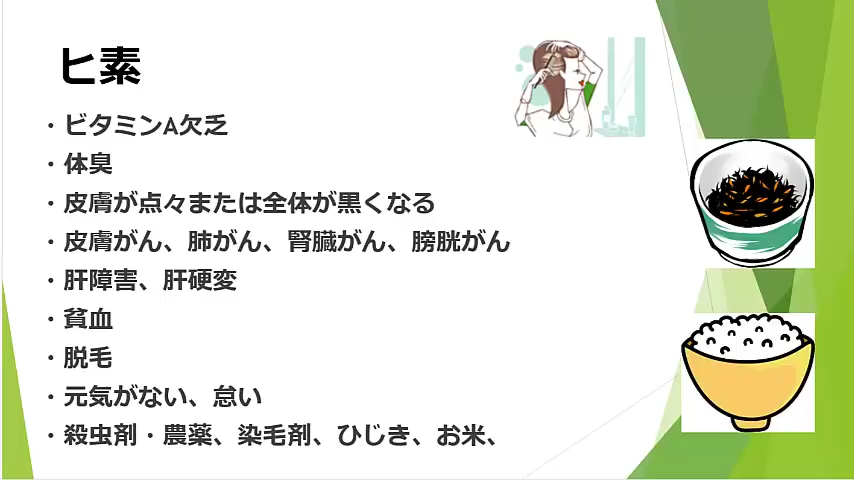 ヒ素
・ビタミンA欠乏
・体臭
・皮膚が点々または全体が黒くなる
・皮膚がん、肺がん、腎臓がん、膀胱がん
・肝障害、肝硬変
・貧血
・脱毛
・元気がない、怠い
・殺虫剤・農薬、染毛剤、ひじき、お米、